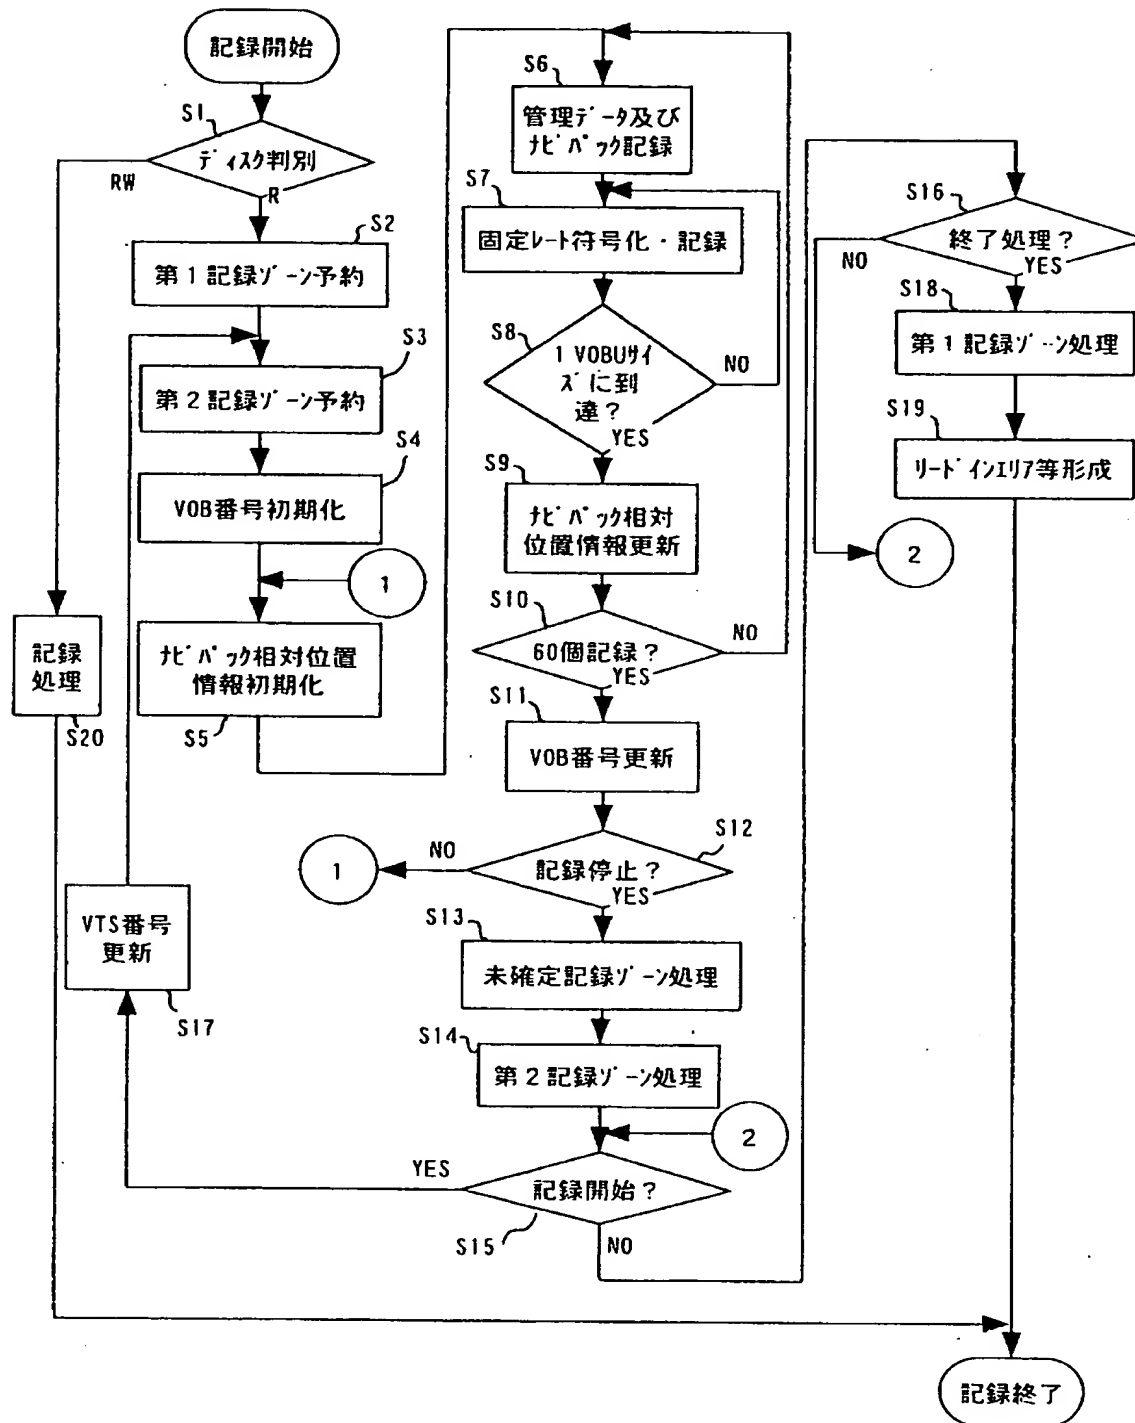 記録開始
S1
ディスク判別
RW
R
S2
第1記録ゾーン予約
S3
第2記録ゾーン予約
S4
VOB番号初期化
1
ナビパック相対位置
情報初期化
S5
記録
処理
S20
VTS番号
更新
S17
S6
管理データ及び
ナビパック記録
S7
固定レート符号化・記録
S8
1 VOBUサイ
ズに到
達?
NO
YES
S9
ナビパック相対
位置情報更新
S10
60個記録?
NO
YES
S11
VOB番号更新
S12
記録停止?
NO
1
YES
S13
未確定記録ゾーン処理
S14
第2記録ゾーン処理
2
YES
記録開始?
S15
NO
S16
終了処理?
NO
YES
S18
第1記録ゾーン処理
S19
リードインエリア等形成
2
記録終了